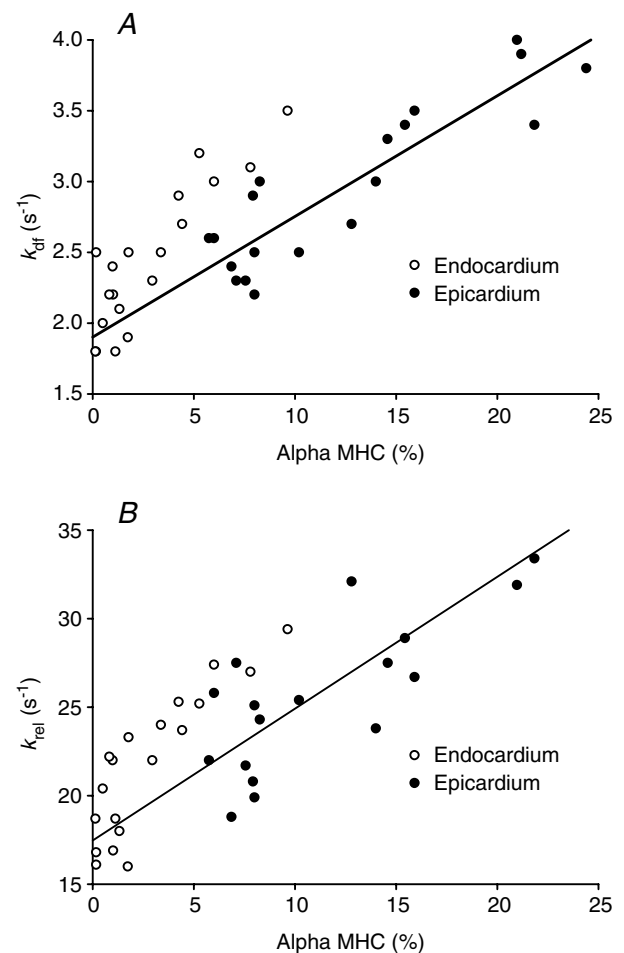 A
4.0
3.5
3.0
2.5
2.0
1.5
k_df (s⁻¹)
Endocardium
Epicardium
0 5 10 15 20 25
Alpha MHC (%)
B
35
30
25
20
15
k_rel (s⁻¹)
Endocardium
Epicardium
0 5 10 15 20 25
Alpha MHC (%)